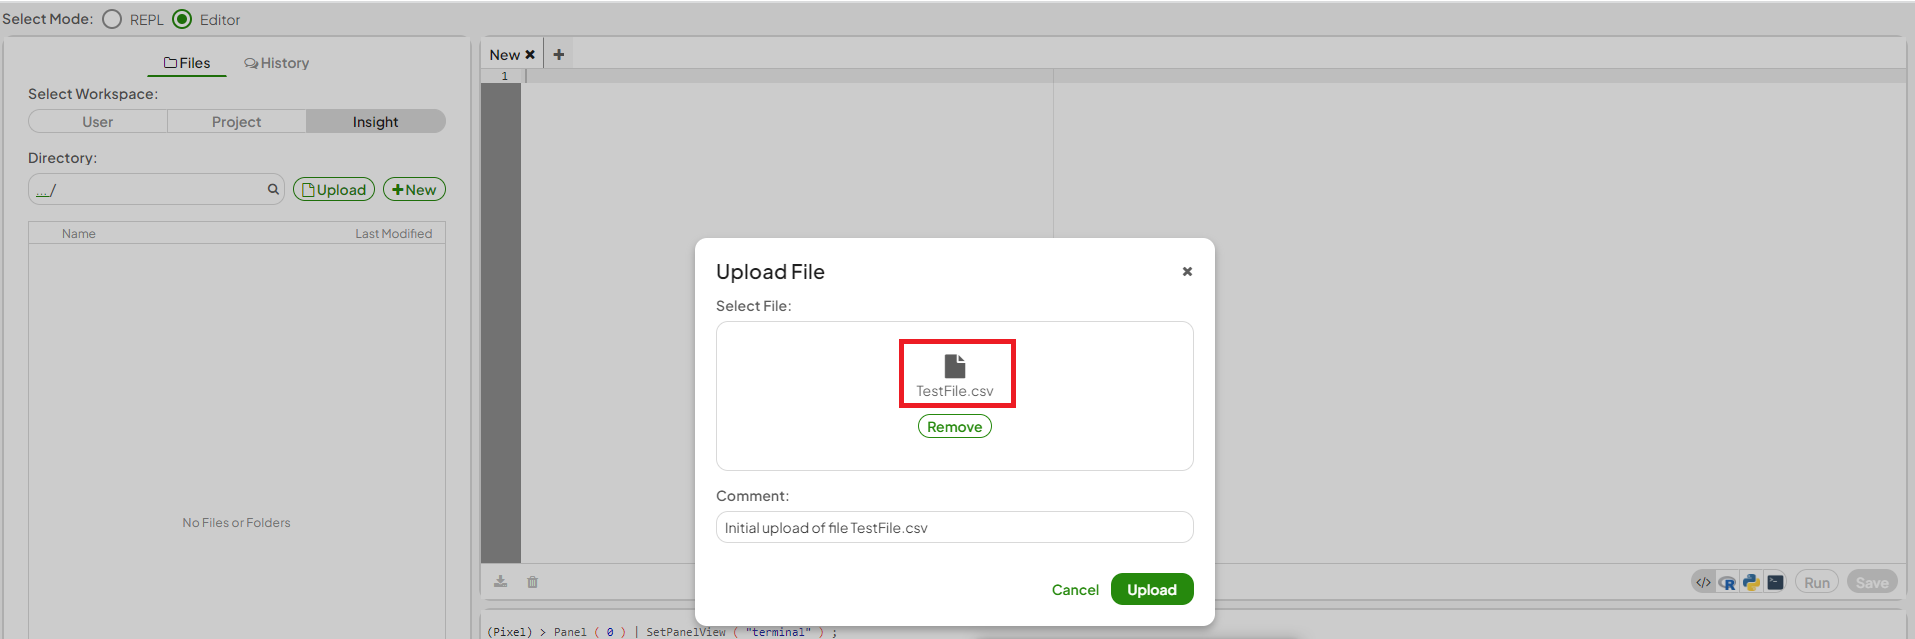 Select Mode: REPL Editor
Files History
Select Workspace:
User Project Insight
Directory:
... /
Upload New
Name Last Modified
No Files or Folders
New
1
Upload File
Select File:
TestFile.csv
Remove
Comment:
Initial upload of file TestFile.csv
Cancel Upload
</> R Run Save
(Pixel) > Panel ( 0 ) | SetPanelView ( "terminal" ) ;